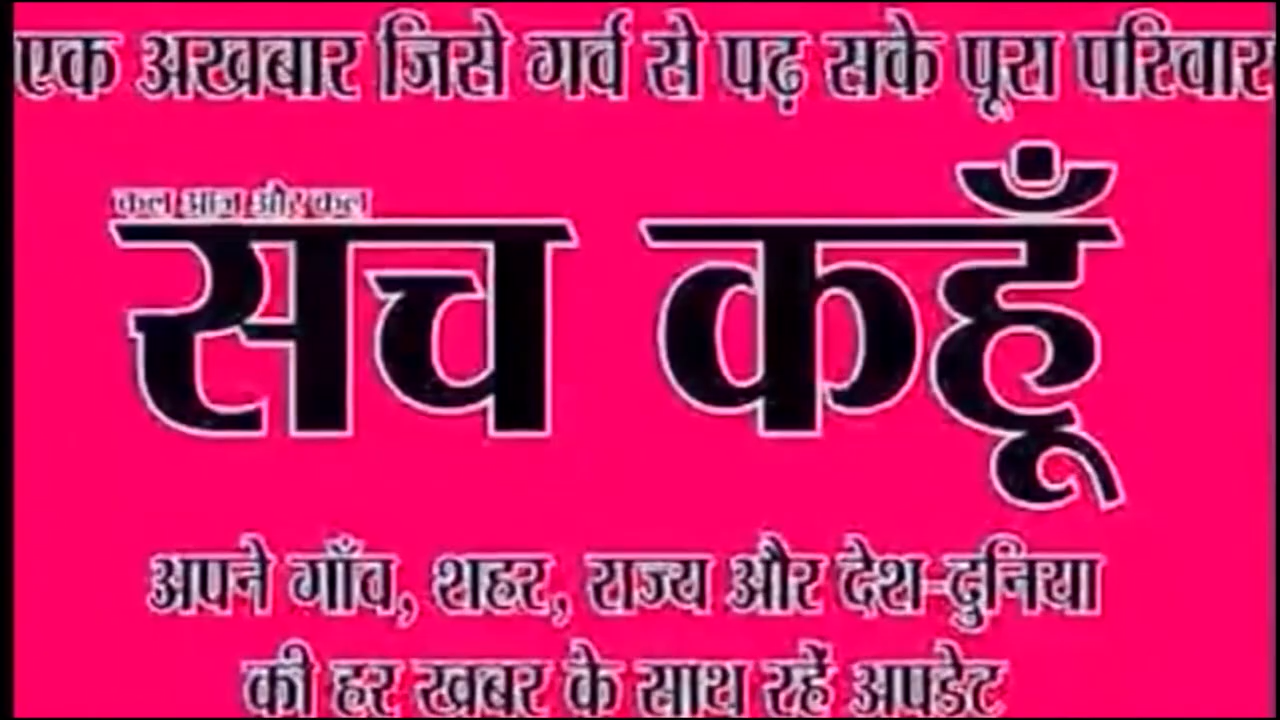 एक अखबार जिसे गर्व से पढ़ सके पूरा परिवार
कल आज और कल
सच कहूँ
अपने गाँव, शहर, राज्य और देश-दुनिया
की हर खबर के साथ रहें अपडेट